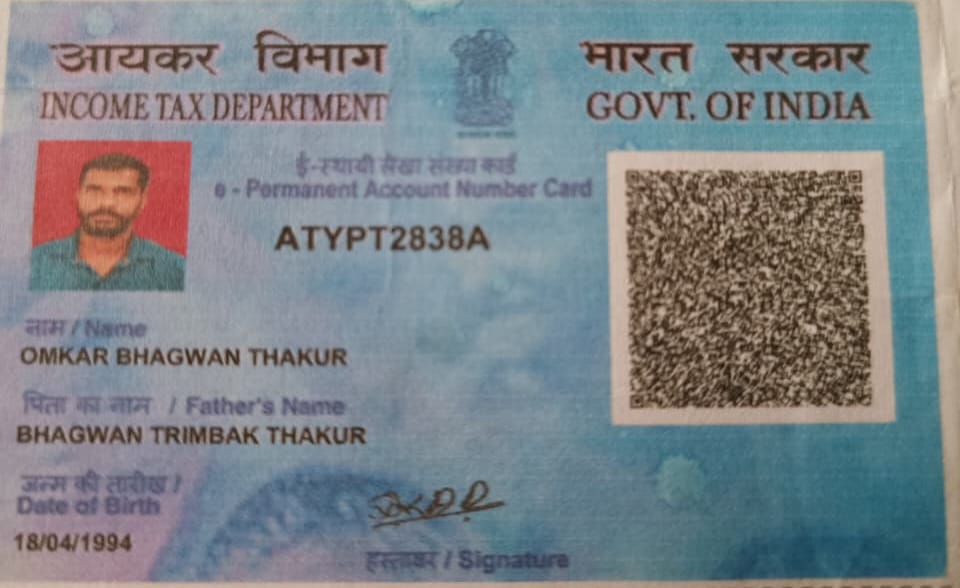 आयकर विभाग
INCOME TAX DEPARTMENT
भारत सरकार
GOVT. OF INDIA
ई-स्थायी लेखा संख्या कार्ड
e - Permanent Account Number Card
ATYPT2838A
नाम / Name
OMKAR BHAGWAN THAKUR
पिता का नाम / Father's Name
BHAGWAN TRIMBAK THAKUR
जन्म की तारीख /
Date of Birth
18/04/1994
हस्ताक्षर / Signature